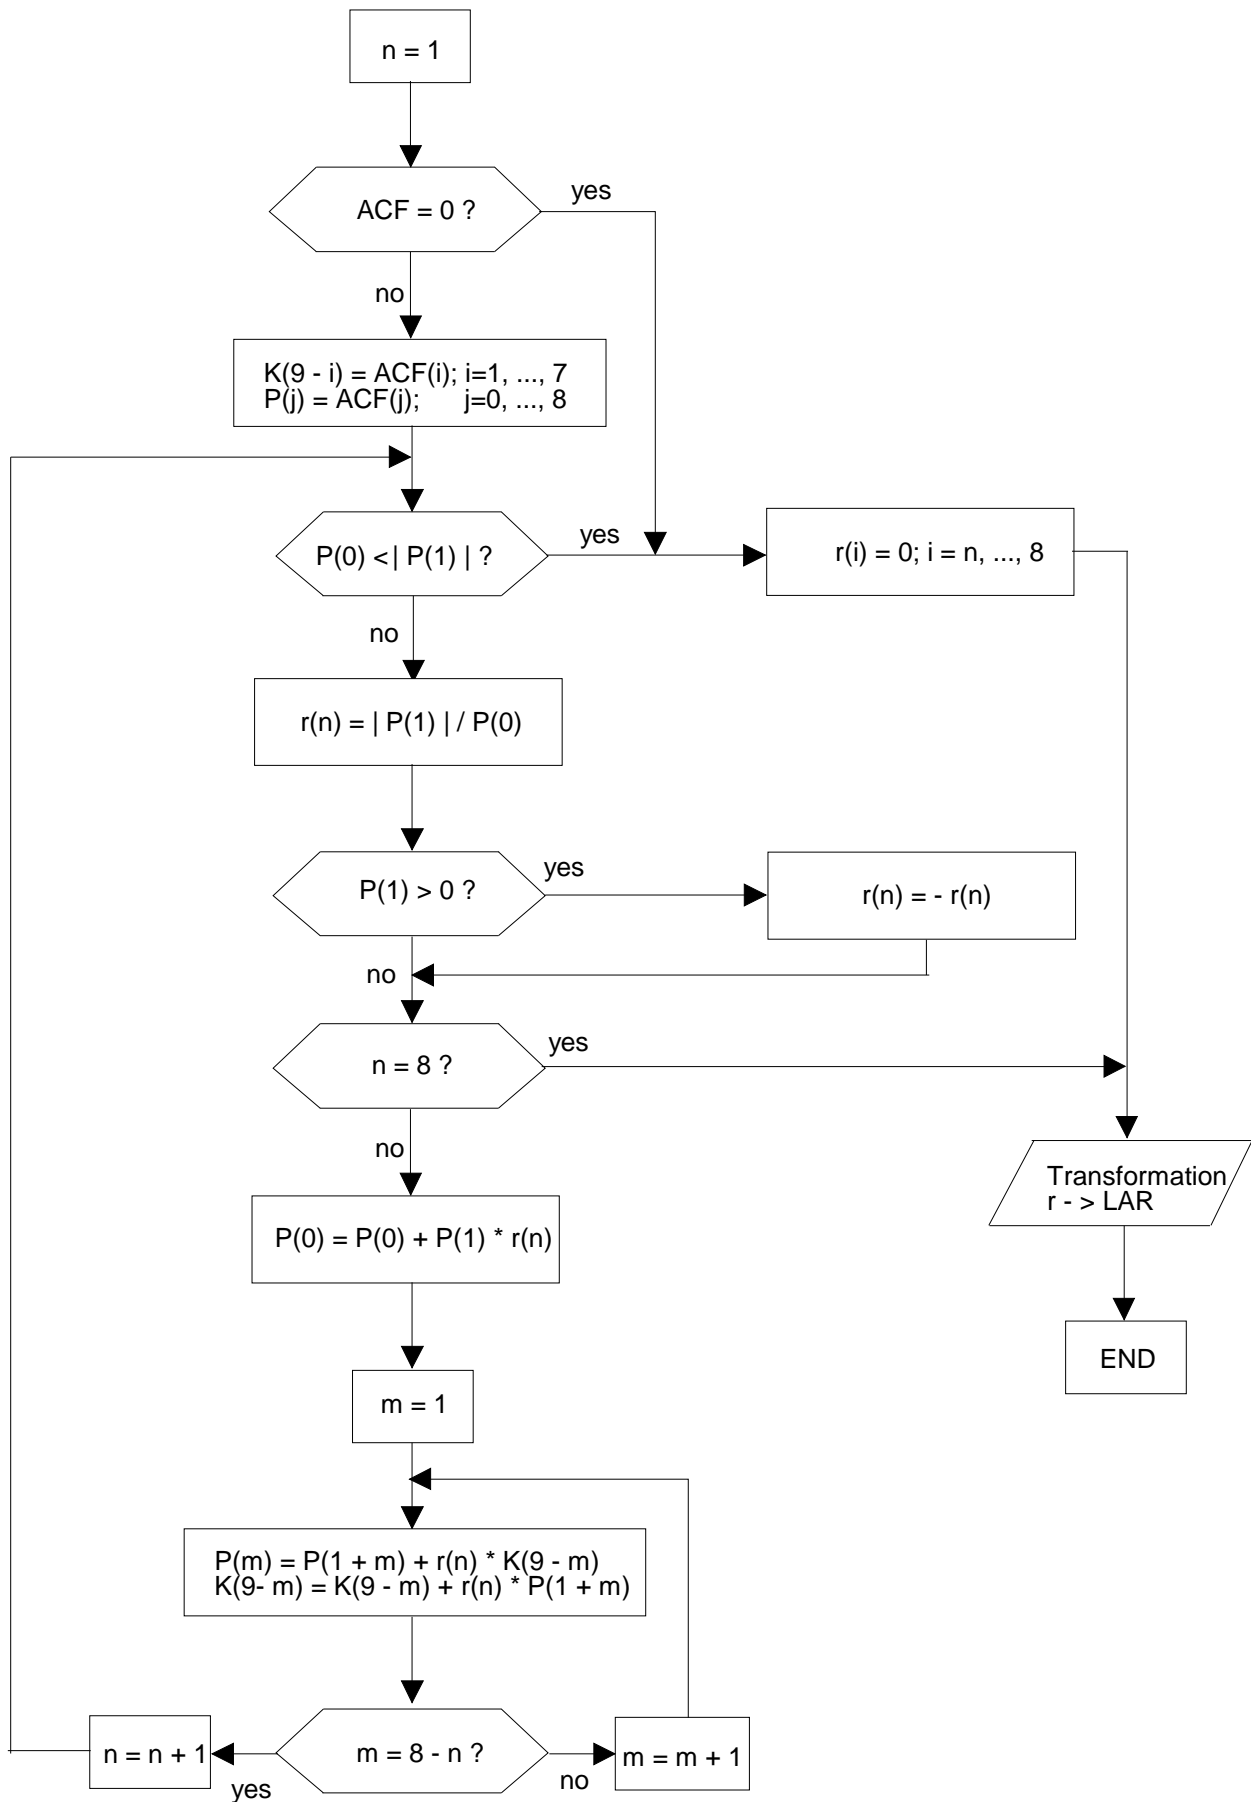 n = 1
ACF = 0 ?
yes
no
K(9 - i) = ACF(i); i=1, ..., 7
P(j) = ACF(j); j=0, ..., 8
P(0) < | P(1) | ?
yes
r(i) = 0; i = n, ..., 8
no
r(n) = | P(1) | / P(0)
P(1) > 0 ?
yes
r(n) = - r(n)
no
n = 8 ?
yes
no
Transformation
r - > LAR
P(0) = P(0) + P(1) * r(n)
END
m = 1
P(m) = P(1 + m) + r(n) * K(9 - m)
K(9- m) = K(9 - m) + r(n) * P(1 + m)
n = n + 1
yes
m = 8 - n ?
no
m = m + 1